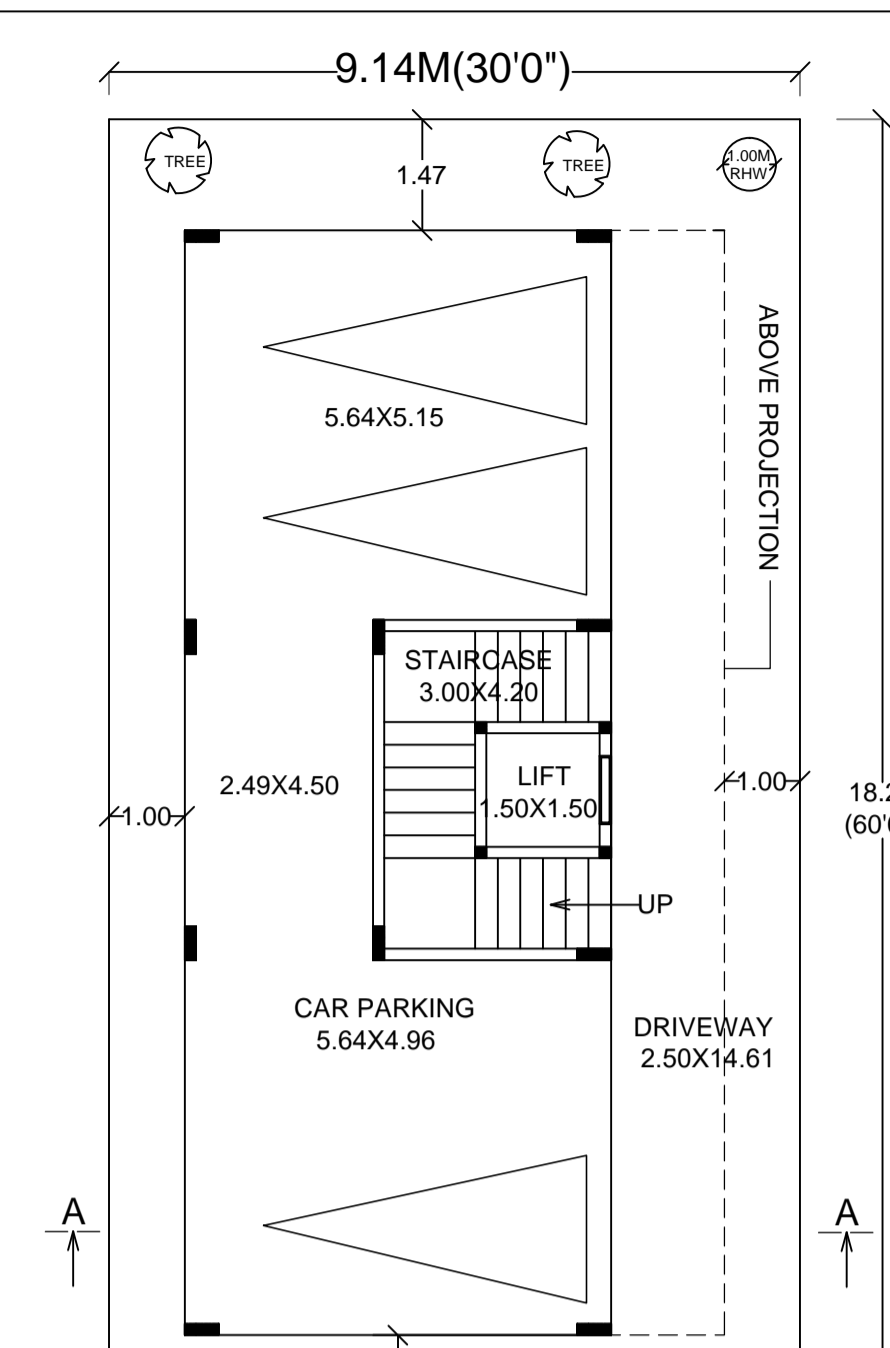 9.14M(30'0")
TREE
TREE
1.00M
RHW
1.47
ABOVE PROJECTION
5.64X5.15
STAIRCASE
3.00X4.20
LIFT
1.50X1.50
2.49X4.50
1.00
1.00
UP
CAR PARKING
5.64X4.96
DRIVEWAY
2.50X14.61
A
A